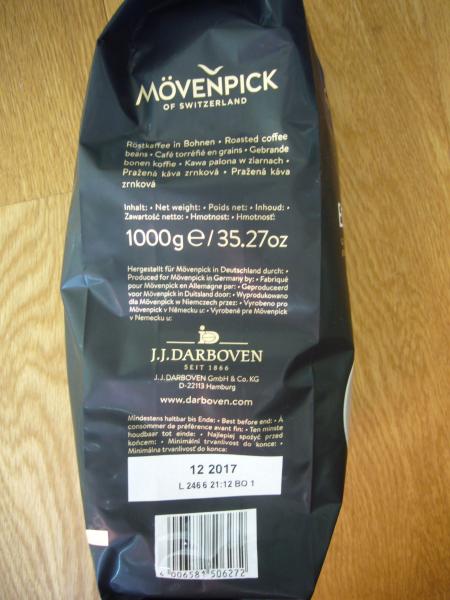 MÖVENPICK
OF SWITZERLAND
Röstkaffee in Bohnen • Roasted coffee
beans • Café torréfié en grains • Gebrande
bonen koffie • Kawa palona w ziarnach •
Pražená káva zrnková • Pražená káva
zrnková
Inhalt: • Net weight: • Poids net: • Inhoud: •
Zawartość netto: • Hmotnost: • Hmotnosť:
1000g e / 35.27oz
Hergestellt für Mövenpick in Deutschland durch: •
Produced for Mövenpick in Germany by: • Fabriqué
pour Mövenpick en Allemagne par: • Geproduceerd
voor Mövenpick in Duitsland door: • Wyprodukowano
dla Mövenpick w Niemczech przez: • Vyrobeno pro
Mövenpick v Německu u: • Vyrobené pre Mövenpick
v Nemecku u:
J.J.DARBOVEN
SEIT 1866
J.J.DARBOVEN GmbH & Co. KG
D-22113 Hamburg
www.darboven.com
Mindestens haltbar bis Ende: • Best before end: • À
consommer de préférence avant fin: • Ten minste
houdbaar tot einde: • Najlepiej spożyć przed
końcem: • Minimální trvanlivost do konce: •
Minimálna trvanlivosť do konca:
12 2017
L 246 6 21:12 BO 1
4 006581 506272